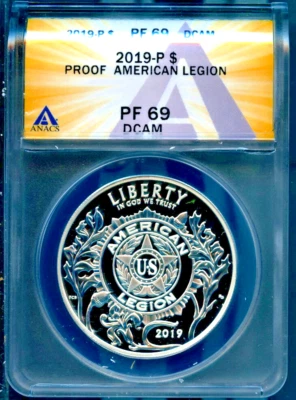 2019-P $ PF 69 DCAM
2019-P $
PROOF AMERICAN LEGION
ANACS
PF 69
DCAM
LIBERTY
IN GOD WE TRUST
AMERICAN
U·S
LEGION
2019